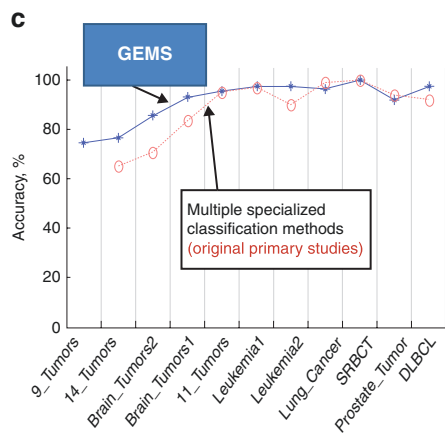 c
GEMS
100
80
60
40
20
0
Accuracy, %
Multiple specialized
classification methods
(original primary studies)
9_Tumors
14_Tumors
Brain_Tumors2
Brain_Tumors1
11_Tumors
Leukemia1
Leukemia2
Lung_Cancer
SRBCT
Prostate_Tumor
DLBCL